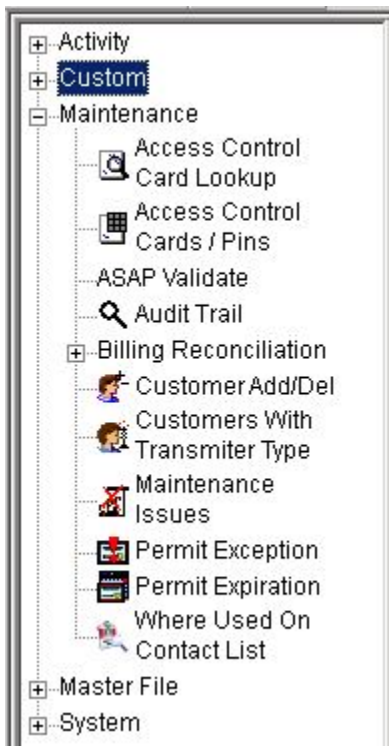 Activity
Custom
Maintenance
Access Control
Card Lookup
Access Control
Cards / Pins
ASAP Validate
Audit Trail
Billing Reconciliation
Customer Add/Del
Customers With
Transmiter Type
Maintenance
Issues
Permit Exception
Permit Expiration
Where Used On
Contact List
Master File
System